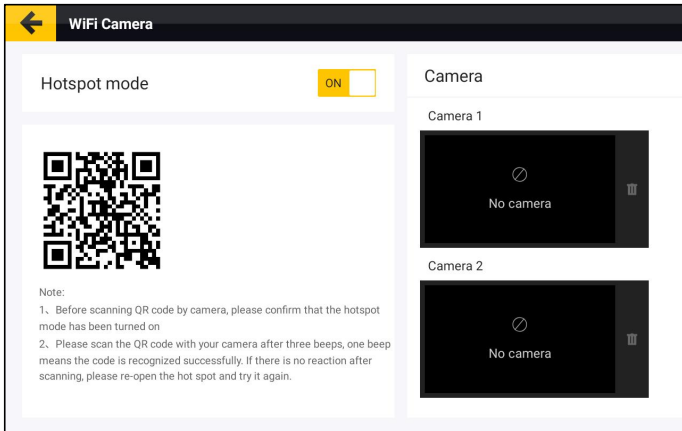 WiFi Camera
Hotspot mode
ON
Note:
1、Before scanning QR code by camera, please confirm that the hotspot
mode has been turned on
2、Please scan the QR code with your camera after three beeps, one beep
means the code is recognized successfully. If there is no reaction after
scanning, please re-open the hot spot and try it again.
Camera
Camera 1
No camera
Camera 2
No camera